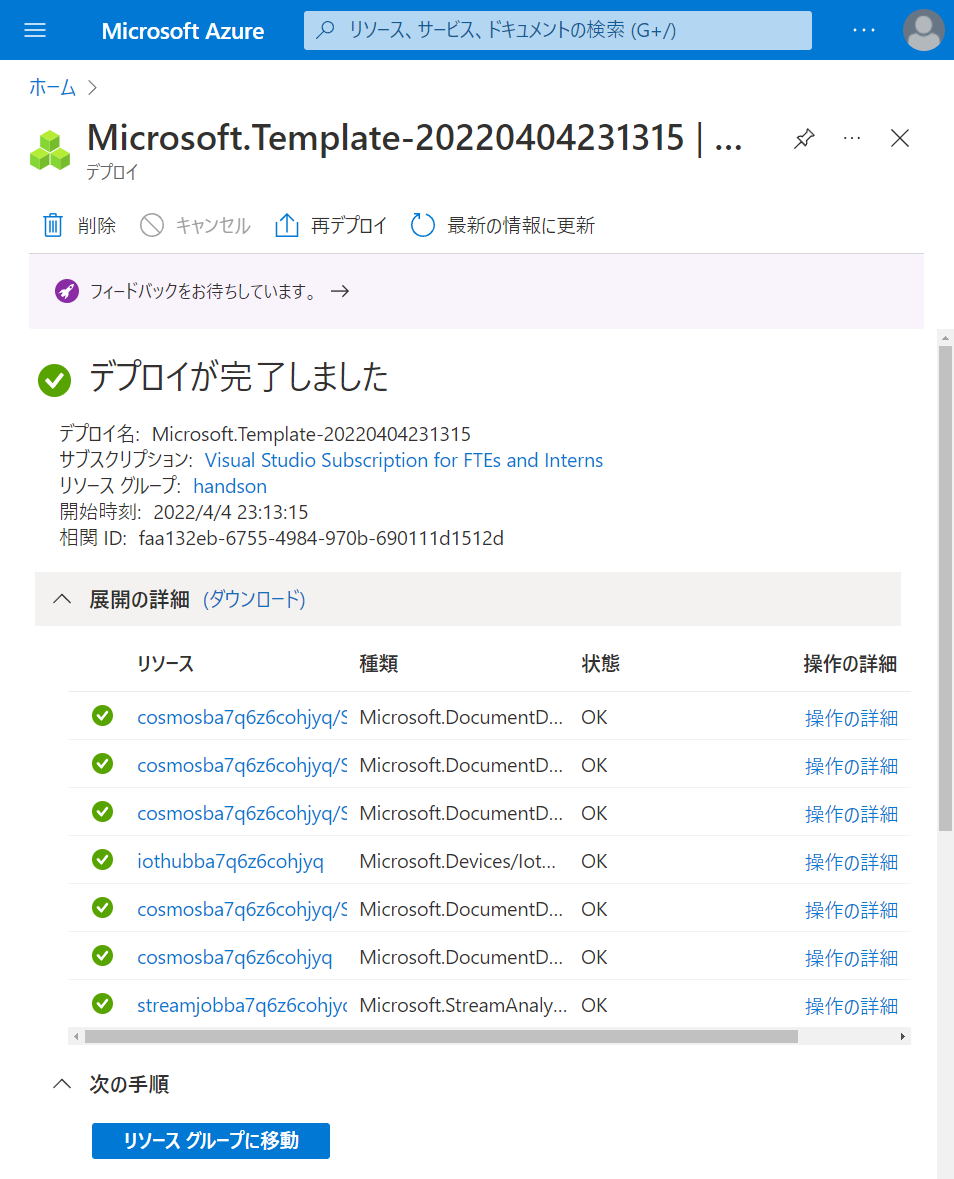 Microsoft Azure
リソース、サービス、ドキュメントの検索 (G+/)
ホーム
Microsoft.Template-20220404231315 | ...
デプロイ
削除 キャンセル 再デプロイ 最新の情報に更新
フィードバックをお待ちしています。 →
デプロイが完了しました
デプロイ名: Microsoft.Template-20220404231315
サブスクリプション: Visual Studio Subscription for FTEs and Interns
リソース グループ: handson
開始時刻: 2022/4/4 23:13:15
相関 ID: faa132eb-6755-4984-970b-690111d1512d
展開の詳細 (ダウンロード)
リソース 種類 状態 操作の詳細
cosmosba7q6z6cohjyq/S Microsoft.DocumentD... OK 操作の詳細
cosmosba7q6z6cohjyq/S Microsoft.DocumentD... OK 操作の詳細
cosmosba7q6z6cohjyq/S Microsoft.DocumentD... OK 操作の詳細
iothubba7q6z6cohjyq Microsoft.Devices/Iot... OK 操作の詳細
cosmosba7q6z6cohjyq/S Microsoft.DocumentD... OK 操作の詳細
cosmosba7q6z6cohjyq Microsoft.DocumentD... OK 操作の詳細
streamjobba7q6z6cohjyq Microsoft.StreamAnaly... OK 操作の詳細
次の手順
リソース グループに移動